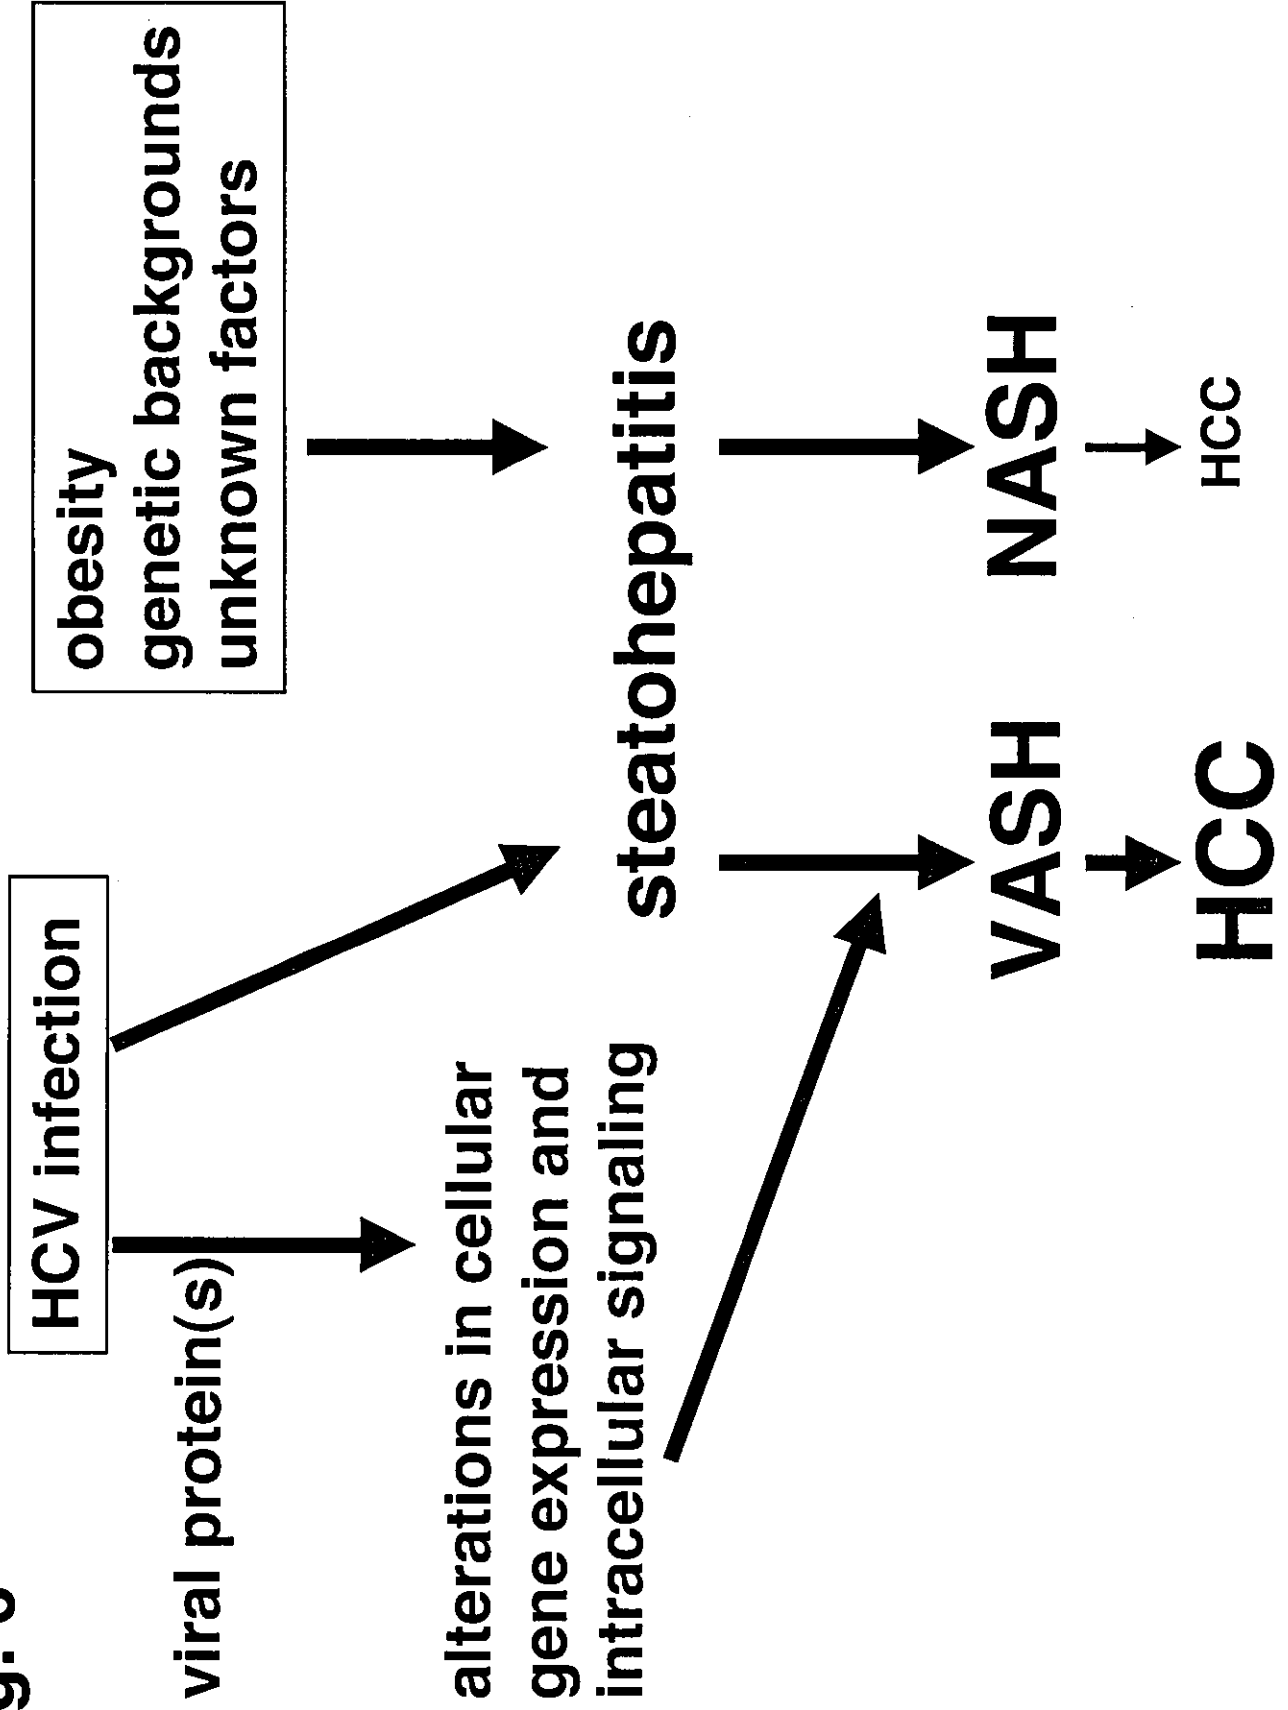 HCV infection
obesity
genetic backgrounds
unknown factors
viral protein(s)
alterations in cellular
gene expression and
intracellular signaling
steatohepatitis
VASH
NASH
HCC
HCC